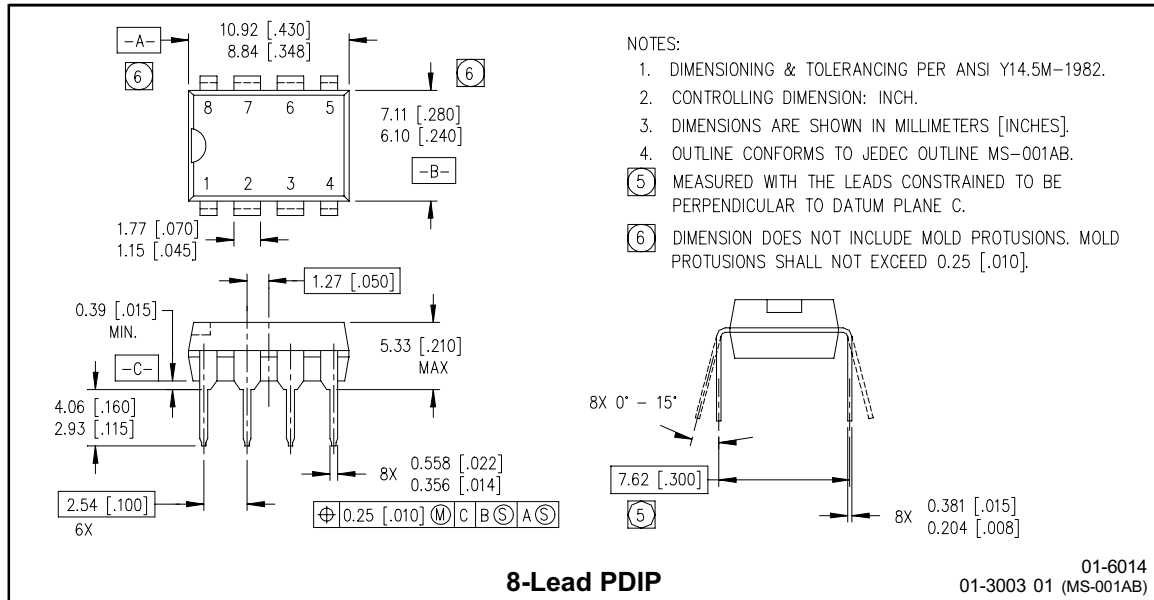 10.92 [.430]
8.84 [.348]
-A-
6
6
8 7 6 5
1 2 3 4
7.11 [.280]
6.10 [.240]
-B-
1.77 [.070]
1.15 [.045]
1.27 [.050]
0.39 [.015]
MIN.
-C-
5.33 [.210]
MAX
4.06 [.160]
2.93 [.115]
8X 0.558 [.022]
0.356 [.014]
2.54 [.100]
6X
⌖ 0.25 [.010] Ⓜ C B Ⓢ A Ⓢ
NOTES:
1. DIMENSIONING & TOLERANCING PER ANSI Y14.5M-1982.
2. CONTROLLING DIMENSION: INCH.
3. DIMENSIONS ARE SHOWN IN MILLIMETERS [INCHES].
4. OUTLINE CONFORMS TO JEDEC OUTLINE MS-001AB.
5 MEASURED WITH THE LEADS CONSTRAINED TO BE
PERPENDICULAR TO DATUM PLANE C.
6 DIMENSION DOES NOT INCLUDE MOLD PROTUSIONS. MOLD
PROTUSIONS SHALL NOT EXCEED 0.25 [.010].
8X 0° - 15°
7.62 [.300]
5
8X 0.381 [.015]
0.204 [.008]
8-Lead PDIP
01-6014
01-3003 01 (MS-001AB)